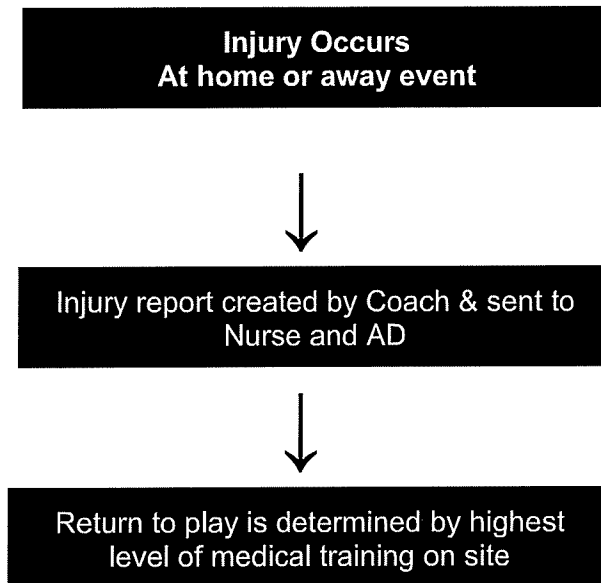 Injury Occurs
At home or away event
Injury report created by Coach & sent to
Nurse and AD
Return to play is determined by highest
level of medical training on site